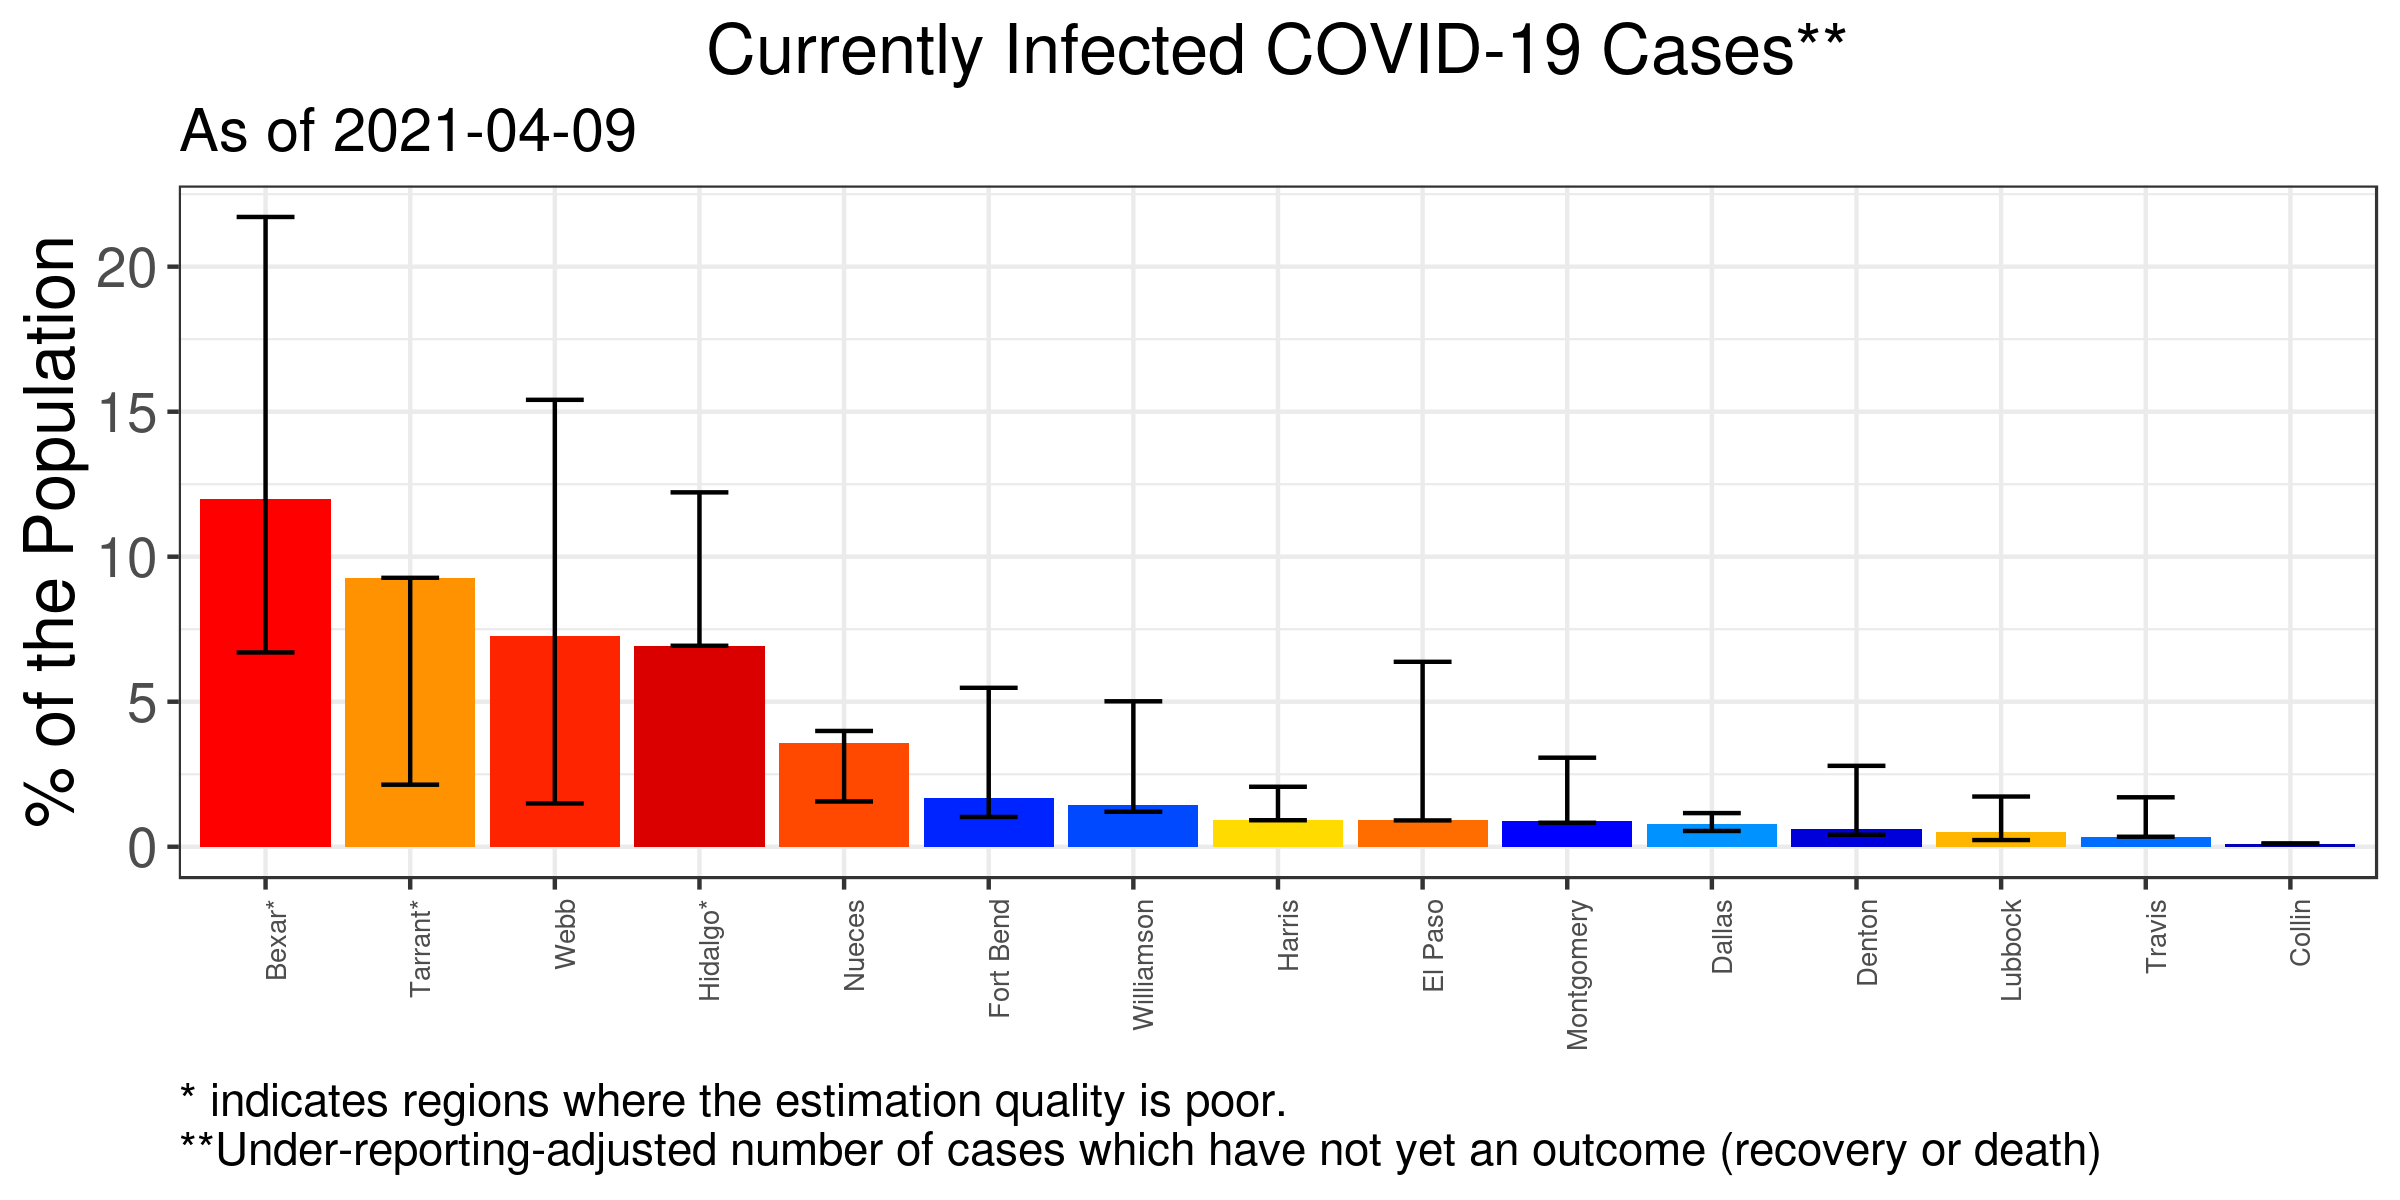 Currently Infected COVID-19 Cases**
As of 2021-04-09
% of the Population
20
15
10
5
0
Bexar*
Tarrant*
Webb
Hidalgo*
Nueces
Fort Bend
Williamson
Harris
El Paso
Montgomery
Dallas
Denton
Lubbock
Travis
Collin
* indicates regions where the estimation quality is poor.
**Under-reporting-adjusted number of cases which have not yet an outcome (recovery or death)